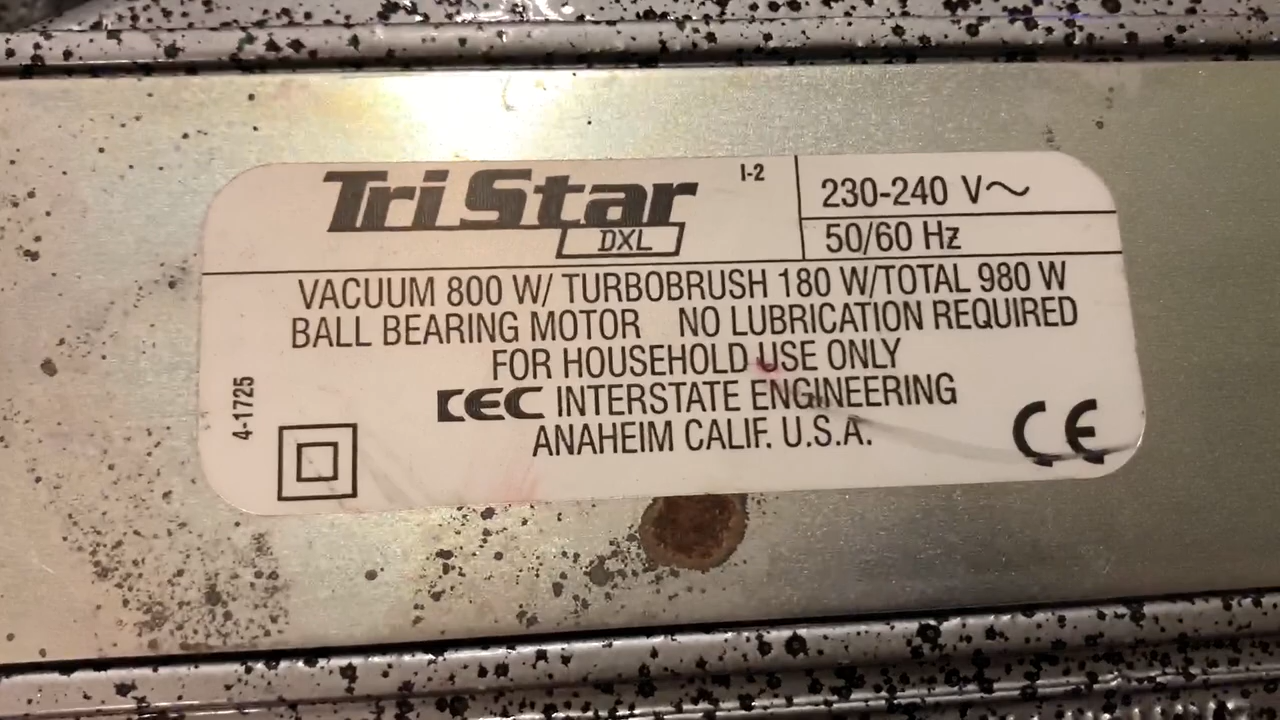 TriStar
DXL
I-2
230-240 V~
50/60 Hz
VACUUM 800 W/ TURBOBRUSH 180 W/TOTAL 980 W
BALL BEARING MOTOR NO LUBRICATION REQUIRED
FOR HOUSEHOLD USE ONLY
IEC INTERSTATE ENGINEERING
ANAHEIM CALIF. U.S.A.
4-1725
CE